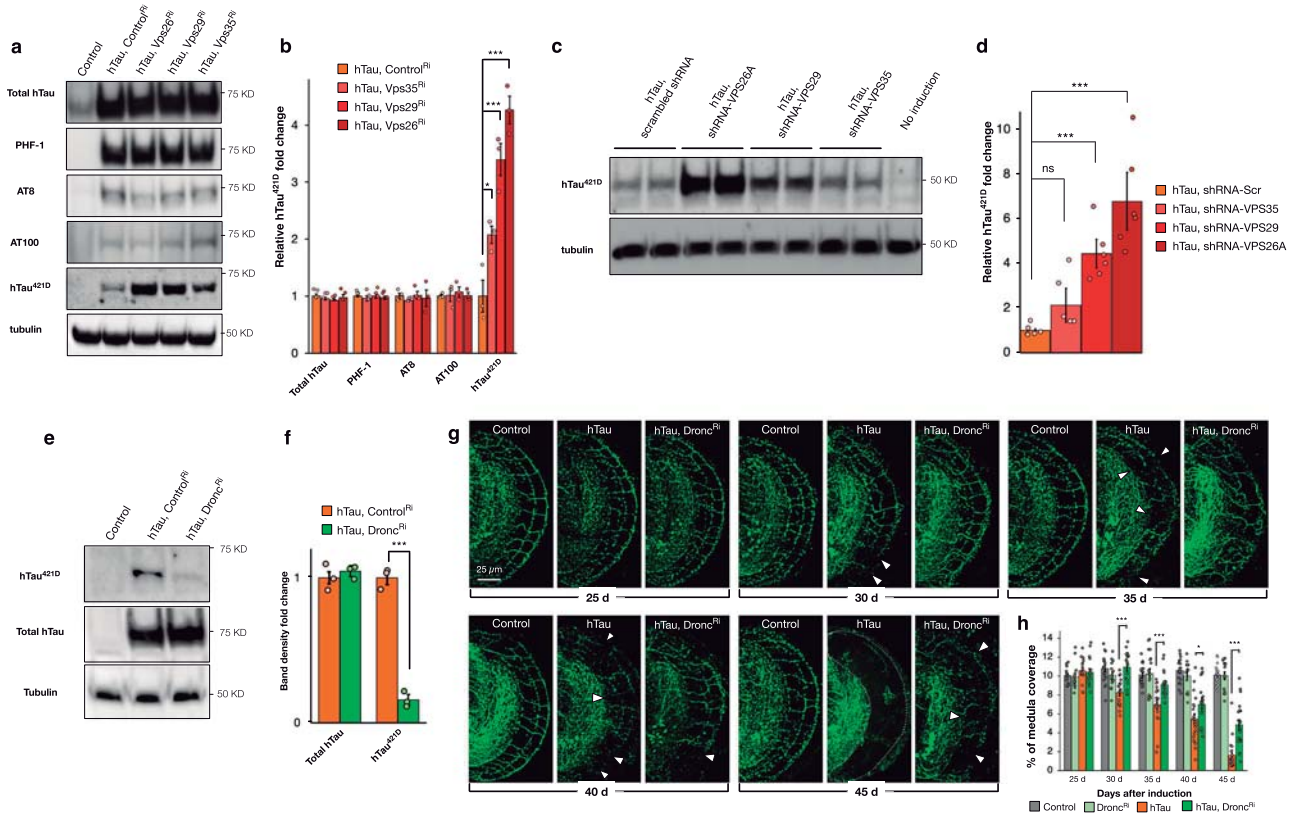 a
Control
hTau, Control^Ri
hTau, Vps26^Ri
hTau, Vps29^Ri
hTau, Vps35^Ri
Total hTau
75 KD
PHF-1
75 KD
AT8
75 KD
AT100
75 KD
hTau^421D
75 KD
tubulin
50 KD
b
hTau, Control^Ri
hTau, Vps35^Ri
hTau, Vps29^Ri
hTau, Vps26^Ri
***
***
*
Relative hTau^421D fold change
4
3
2
1
0
Total hTau
PHF-1
AT8
AT100
hTau^421D
c
hTau, scrambled shRNA
hTau, shRNA-VPS26A
hTau, shRNA-VPS29
hTau, shRNA-VPS35
No induction
hTau^421D
50 KD
tubulin
50 KD
d
***
***
ns
Relative hTau^421D fold change
10
8
6
4
2
0
hTau, shRNA-Scr
hTau, shRNA-VPS35
hTau, shRNA-VPS29
hTau, shRNA-VPS26A
e
Control
hTau, Control^Ri
hTau, Dronc^Ri
75 KD
hTau^421D
Total hTau
75 KD
Tubulin
50 KD
f
hTau, Control^Ri
hTau, Dronc^Ri
***
Band density fold change
1
0
Total hTau
hTau^421D
g
Control
hTau
hTau, Dronc^Ri
Control
hTau
hTau, Dronc^Ri
Control
hTau
hTau, Dronc^Ri
25 µm
25 d
30 d
35 d
Control
hTau
hTau, Dronc^Ri
Control
hTau
hTau, Dronc^Ri
40 d
45 d
h
% of medula coverage
14
12
10
8
6
4
2
0
***
***
*
***
25 d
30 d
35 d
40 d
45 d
Days after induction
Control
Dronc^Ri
hTau
hTau, Dronc^Ri